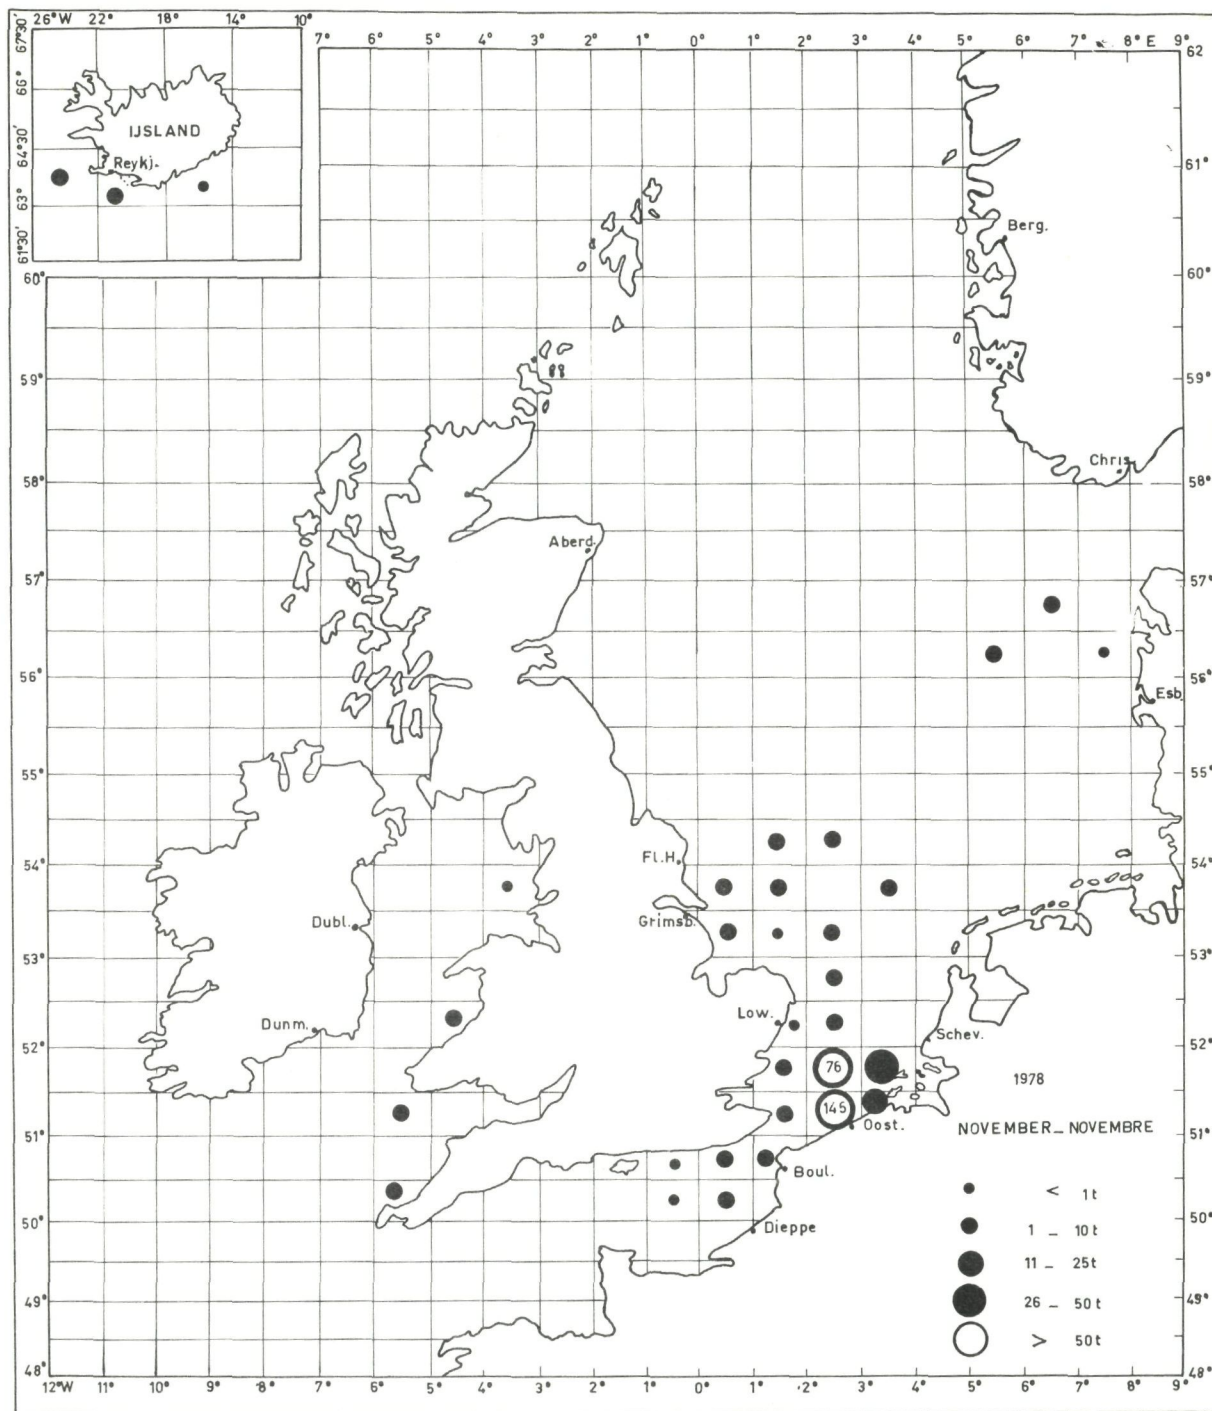 26°W 22° 18° 14° 10°
67°30' 66° 64°30' 63° 61°30'
IJSLAND
Reykj.
7° 6° 5° 4° 3° 2° 1° 0° 1° 2° 3° 4° 5° 6° 7° 8° E 9°
62
61°
60°
59°
58°
57°
56°
55°
54°
53°
52°
51°
50°
49°
48°
60°
59°
58°
57°
56°
55°
54°
53°
52°
51°
50°
49°
48°
Berg.
Chris
Aberd.
Esb
Fl.H.
Grimsb.
Dubl.
Dunm.
Low.
Schev.
76
145
Oost.
Boul.
Dieppe
1978
NOVEMBER_ NOVEMBRE
< 1t
1 _ 10t
11 _ 25t
26 _ 50t
> 50t
12°W 11° 10° 9° 8° 7° 6° 5° 4° 3° 2° 1° 0° 1° 2° 3° 4° 5° 6° 7° 8° 9°